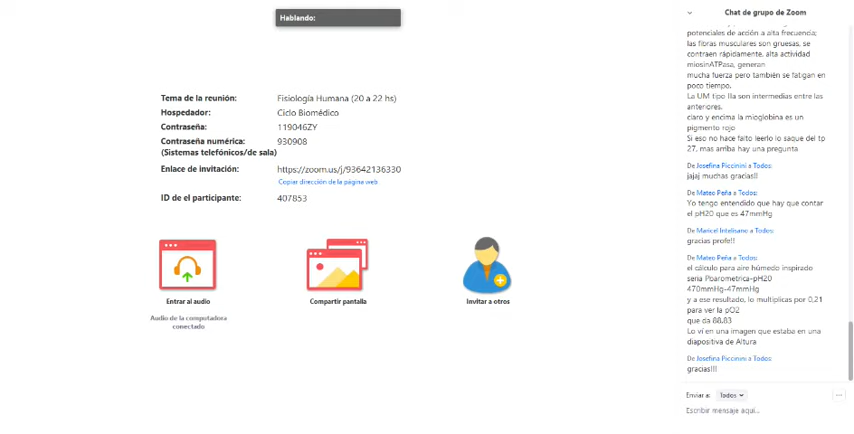 Hablando:
Tema de la reunión: Fisiología Humana (20 a 22 hs)
Hospedador: Ciclo Biomédico
Contraseña: 119046ZY
Contraseña numérica: 930908
(Sistemas telefónicos/de sala)
Enlace de invitación: https://zoom.us/j/93642136330
Copiar dirección de la página web
ID de el participante: 407853
Entrar al audio
Compartir pantalla
Invitar a otros
Audio de la computadora
conectado
Chat de grupo de Zoom
potenciales de acción a alta frecuencia;
las fibras musculares son gruesas, se
contraen rápidamente, alta actividad
miosinATPasa, generan
mucha fuerza pero también se fatigan en
poco tiempo.
La UM tipo IIa son intermedias entre las
anteriores.
claro y encima la mioglobina es un
pigmento rojo
Si eso no hace falto leerlo lo saque del tp
27, mas arriba hay una pregunta
De Josefina Piccinini a Todos:
jajaj muchas gracias!!
De Mateo Peña a Todos:
Yo tengo entendido que hay que contar
el pH20 que es 47mmHg
De Maricel Intelisano a Todos:
gracias profe!!
De Mateo Peña a Todos:
el cálculo para aire húmedo inspirado
seria Pbarometrica-pH20
470mmHg-47mmHg
y a ese resultado, lo multiplicas por 0,21
para ver la pO2
que da 88,83
Lo ví en una imagen que estaba en una
diapositiva de Altura
De Josefina Piccinini a Todos:
gracias!!!
Enviar a: Todos
Escribir mensaje aquí...